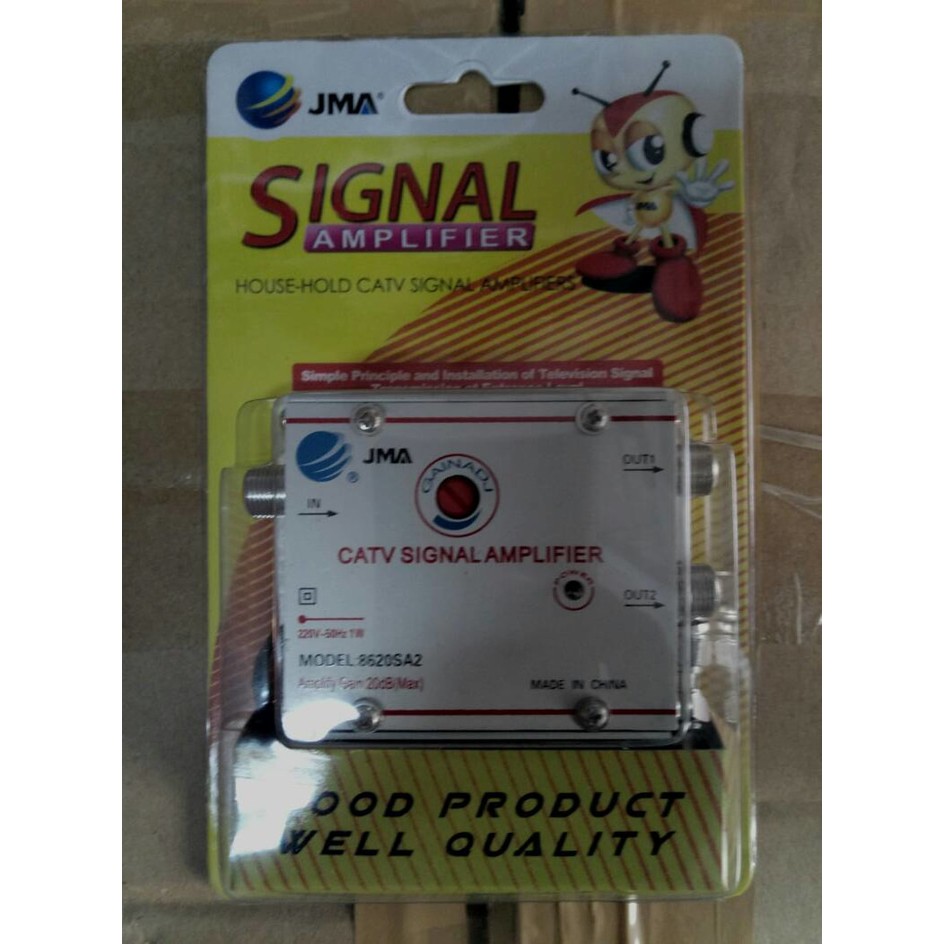 JMA®
SIGNAL
AMPLIFIER
HOUSE-HOLD CATV SIGNAL AMPLIFIERS
JMA
Simple Principle and Installation of Television Signal
JMA
®
GAIN ADJ
OUT1
IN
CATV SIGNAL AMPLIFIER
POWER
OUT2
220V~50Hz 1W
MODEL:8620SA2
Amplify Gain 20dB(Max)
MADE IN CHINA
OOD PRODUCT
WELL QUALITY